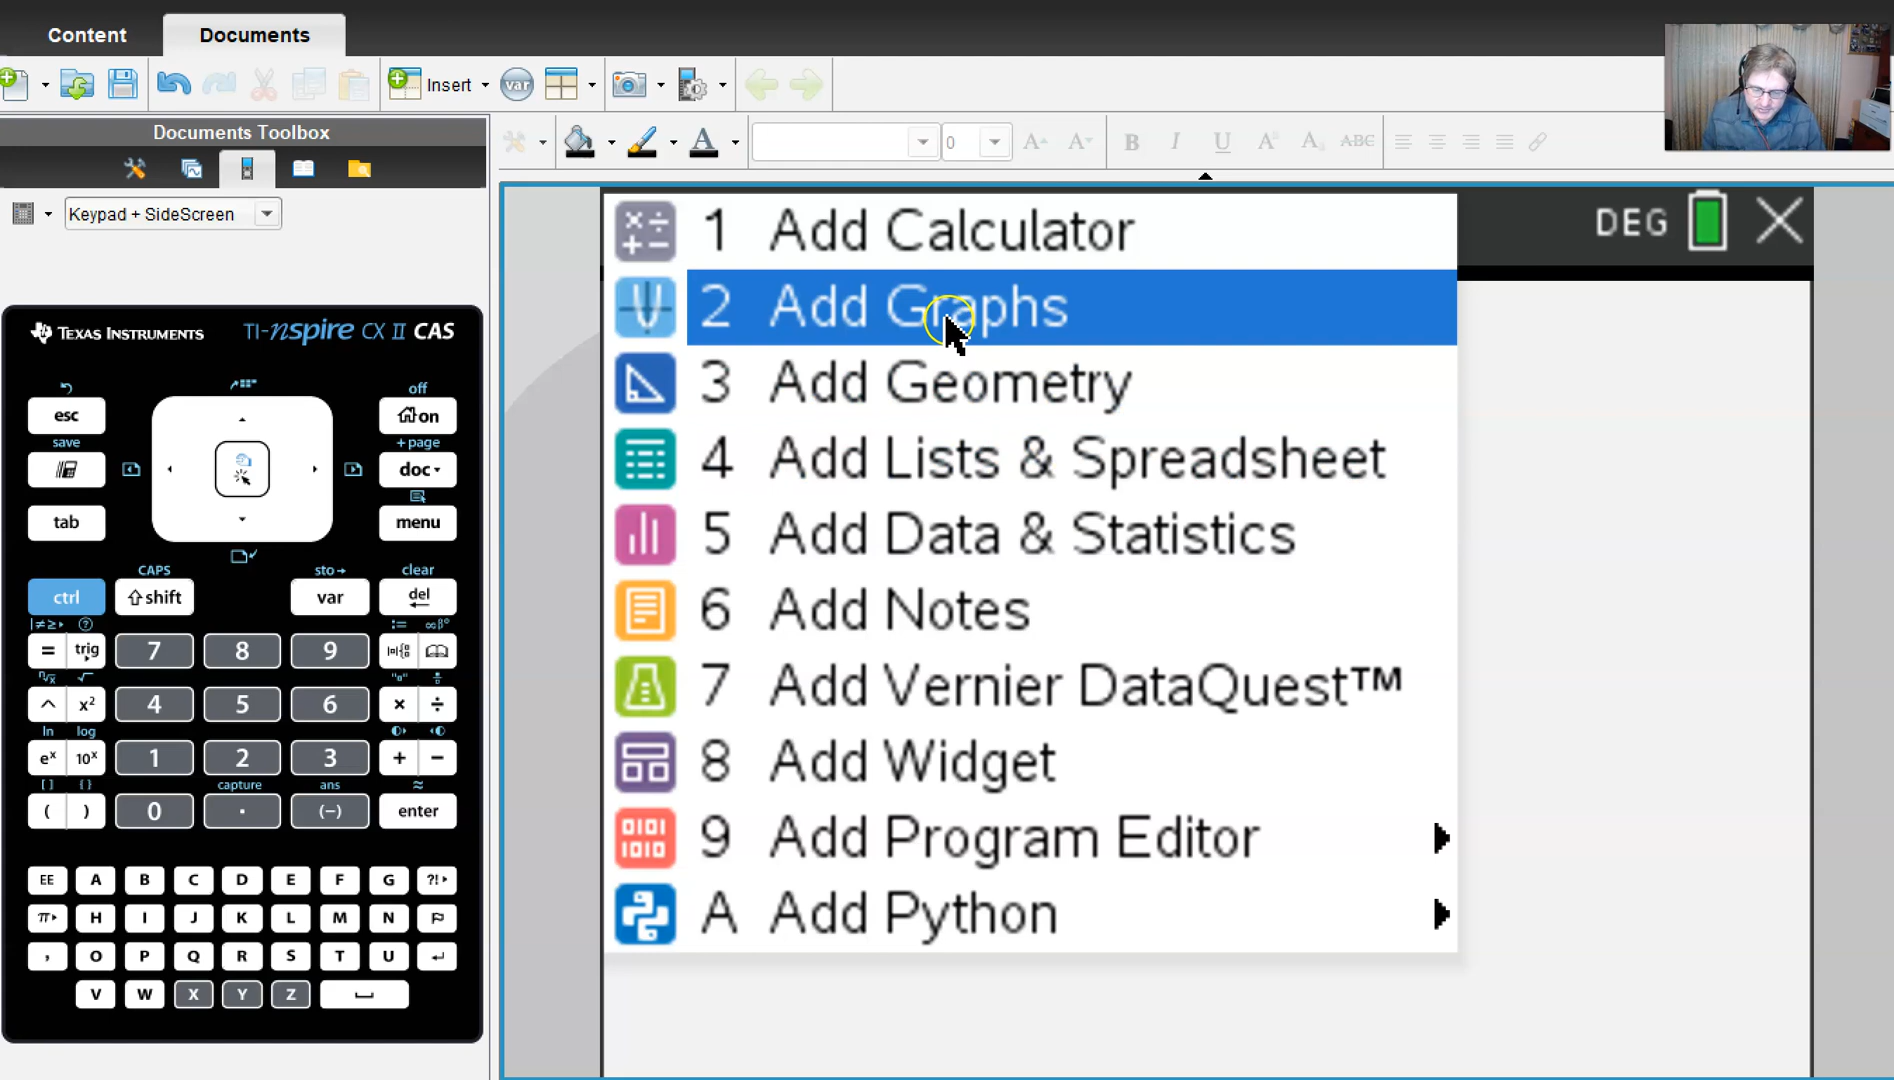 Content
Documents
Insert
var
Documents Toolbox
0
A
B
I
U
ABC
Keypad + SideScreen
DEG
1 Add Calculator
2 Add Graphs
3 Add Geometry
4 Add Lists & Spreadsheet
5 Add Data & Statistics
6 Add Notes
7 Add Vernier DataQuest™
8 Add Widget
9 Add Program Editor
A Add Python
TEXAS INSTRUMENTS
TI-nspire CX II CAS
off
esc
on
save
+ page
doc
tab
menu
CAPS
sto→
clear
ctrl
shift
var
del
= trig 7 8 9
^ x² 4 5 6 × ÷
ln log
eˣ 10ˣ 1 2 3 + −
[ ] { } capture ans ≈
( ) 0 . (−) enter
EE A B C D E F G ?!
π H I J K L M N
, O P Q R S T U
V W X Y Z